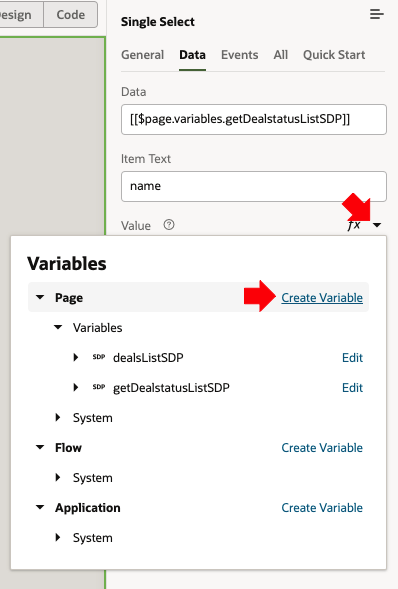 esign Code
Single Select
General Data Events All Quick Start
Data
[[$page.variables.getDealstatusListSDP]]
Item Text
name
Value ? ƒx
Variables
Page Create Variable
Variables
SDP dealsListSDP Edit
SDP getDealstatusListSDP Edit
System
Flow Create Variable
System
Application Create Variable
System